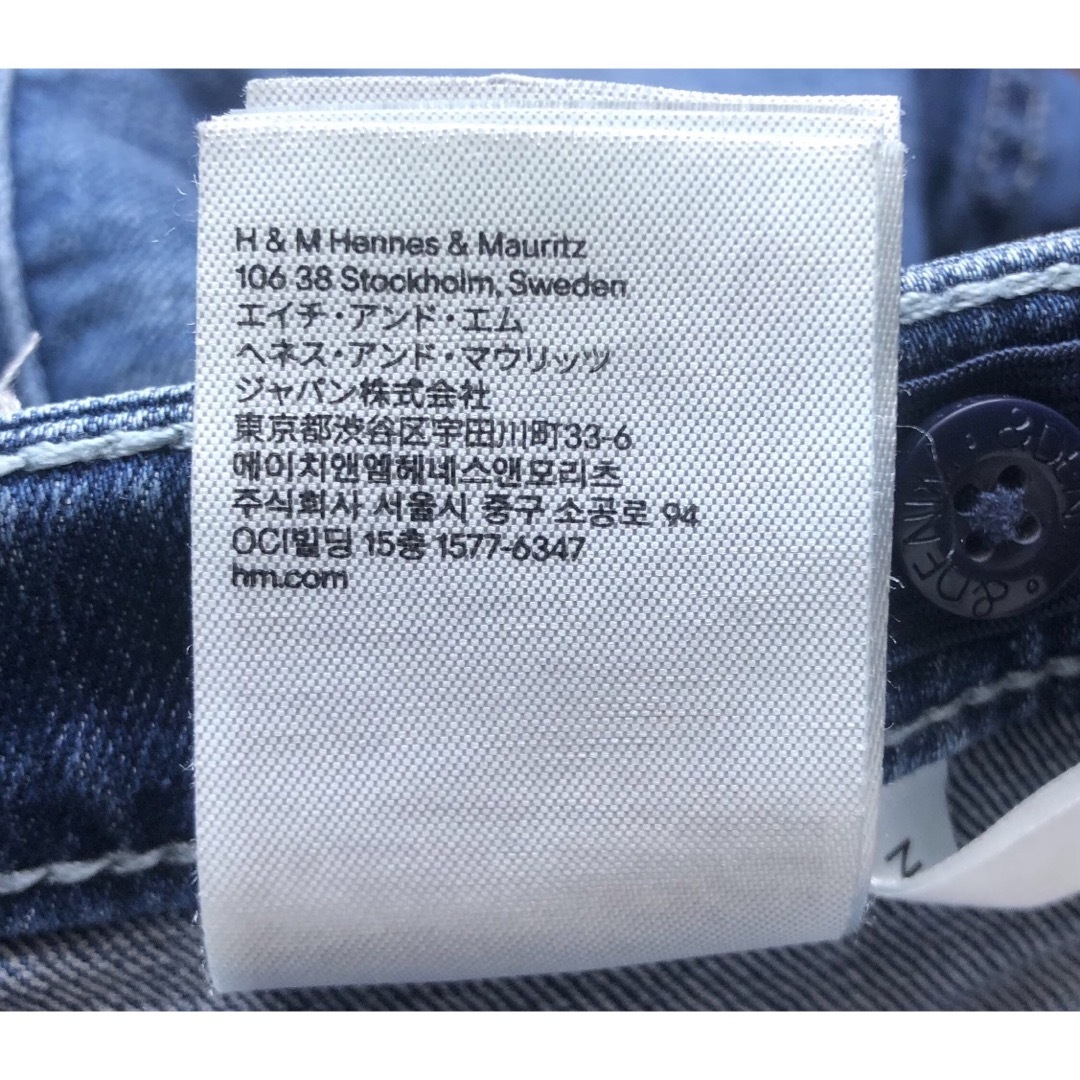 H & M Hennes & Mauritz
106 38 Stockholm, Sweden
エイチ・アンド・エム
ヘネス・アンド・マウリッツ
ジャパン株式会社
東京都渋谷区宇田川町33-6
에이치앤엠헤네스앤모리츠
주식회사 서울시 중구 소공로 94
OCI빌딩 15층 1577-6347
hm.com
&DENIM